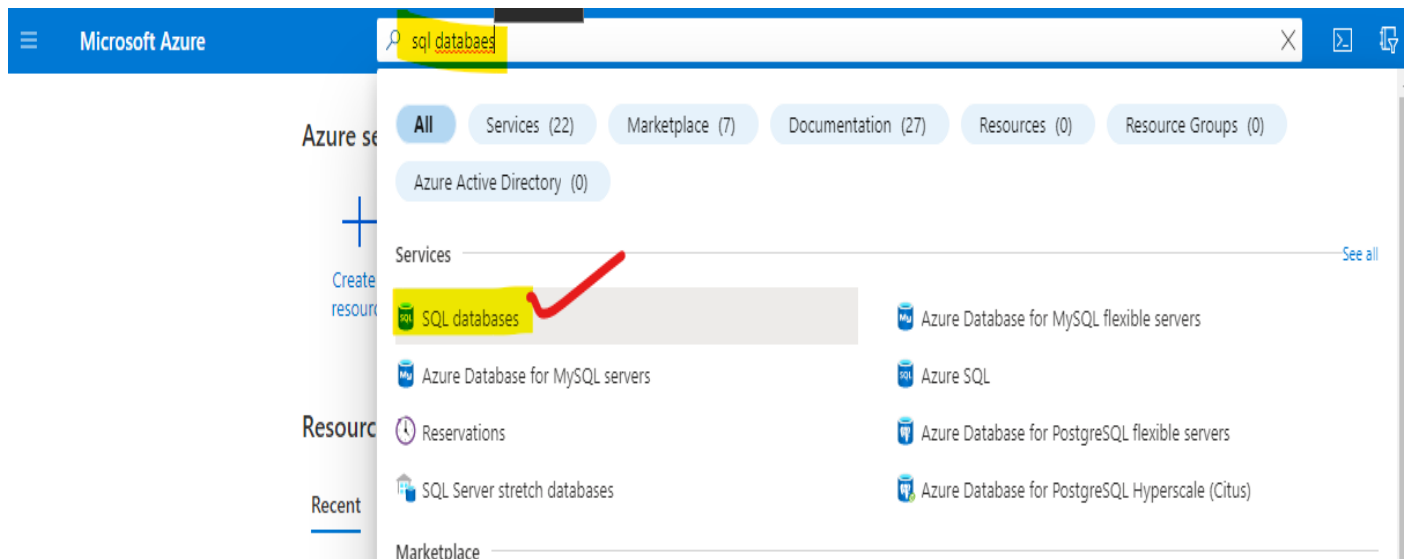 Microsoft Azure
sql databaes
All Services (22) Marketplace (7) Documentation (27) Resources (0) Resource Groups (0)
Azure se
Azure Active Directory (0)
Services See all
Create
resourc
SQL databases Azure Database for MySQL flexible servers
Azure Database for MySQL servers Azure SQL
Resourc
Reservations Azure Database for PostgreSQL flexible servers
SQL Server stretch databases Azure Database for PostgreSQL Hyperscale (Citus)
Recent
Marketplace